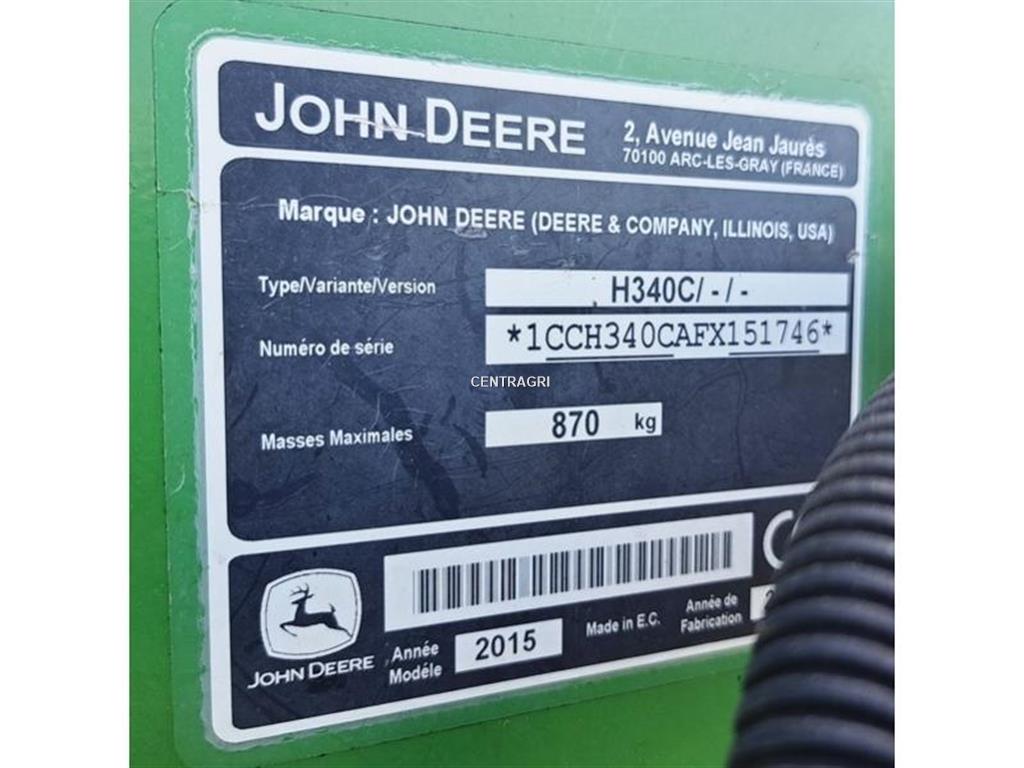 JOHN DEERE
2, Avenue Jean Jaurès
70100 ARC-LES-GRAY (FRANCE)
Marque : JOHN DEERE (DEERE & COMPANY, ILLINOIS, USA)
Type/Variante/Version
H340C/ - / -
Numéro de série
*1CCH340CAFX151746*
CENTRAGRI
Masses Maximales
870 kg
JOHN DEERE
Année
Modéle
2015
Made in E.C.
Année de
Fabrication